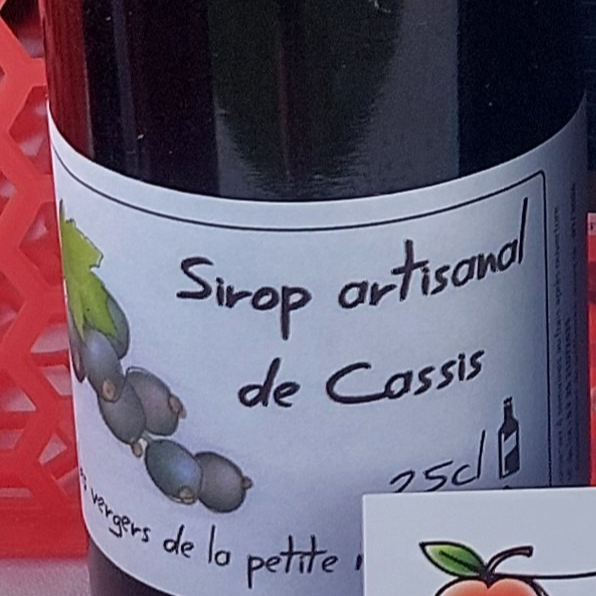 Sirop artisanal
de Cassis
25cl
vergers de la petite